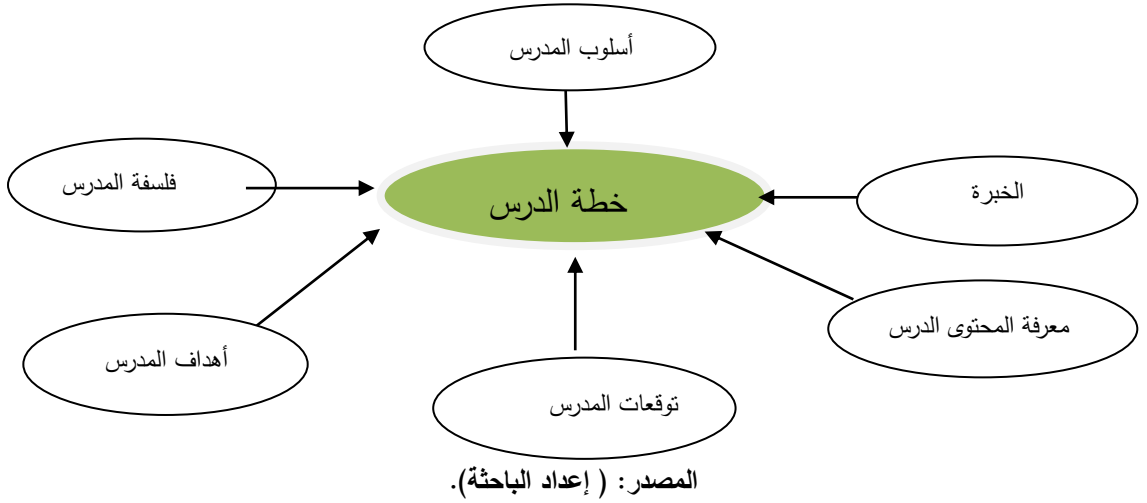 أسلوب المدرس
فلسفة المدرس
الخبرة
خطة الدرس
معرفة المحتوى الدرس
أهداف المدرس
توقعات المدرس
المصدر: ( إعداد الباحثة).